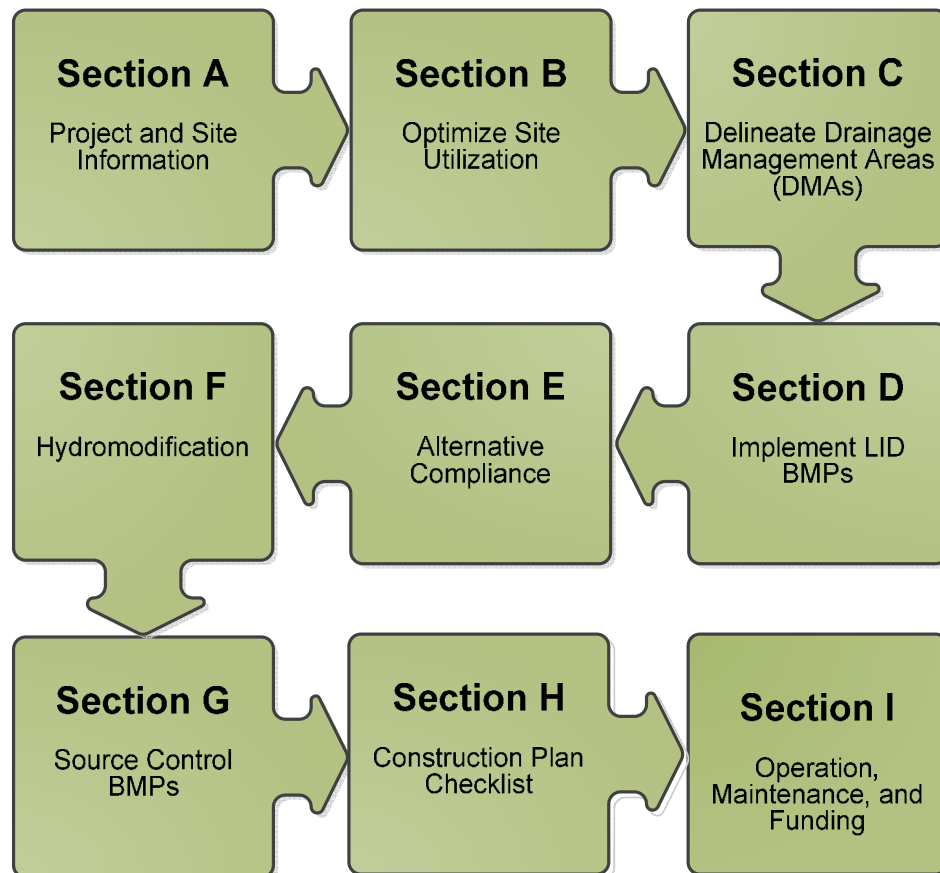 Section A
Project and Site
Information
Section B
Optimize Site
Utilization
Section C
Delineate Drainage
Management Areas
(DMAs)
Section D
Implement LID
BMPs
Section E
Alternative
Compliance
Section F
Hydromodification
Section G
Source Control
BMPs
Section H
Construction Plan
Checklist
Section I
Operation,
Maintenance, and
Funding